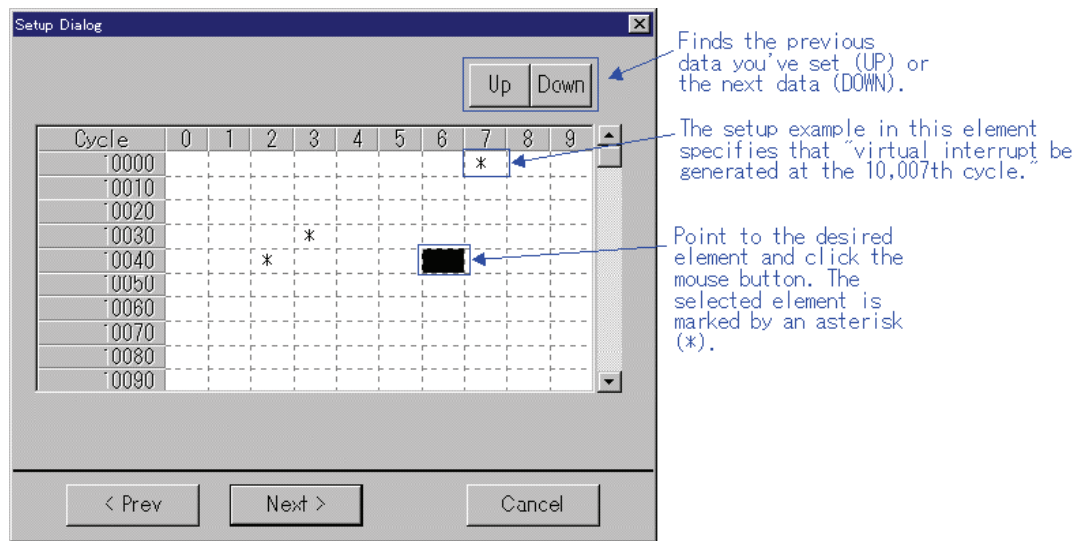 Setup Dialog
Up Down
Finds the previous
data you've set (UP) or
the next data (DOWN).
Cycle 0 1 2 3 4 5 6 7 8 9
10000 *
10010
10020
10030 *
10040 *
10050
10060
10070
10080
10090
The setup example in this element
specifies that "virtual interrupt be
generated at the 10,007th cycle."
Point to the desired
element and click the
mouse button. The
selected element is
marked by an asterisk
(*).
< Prev Next > Cancel